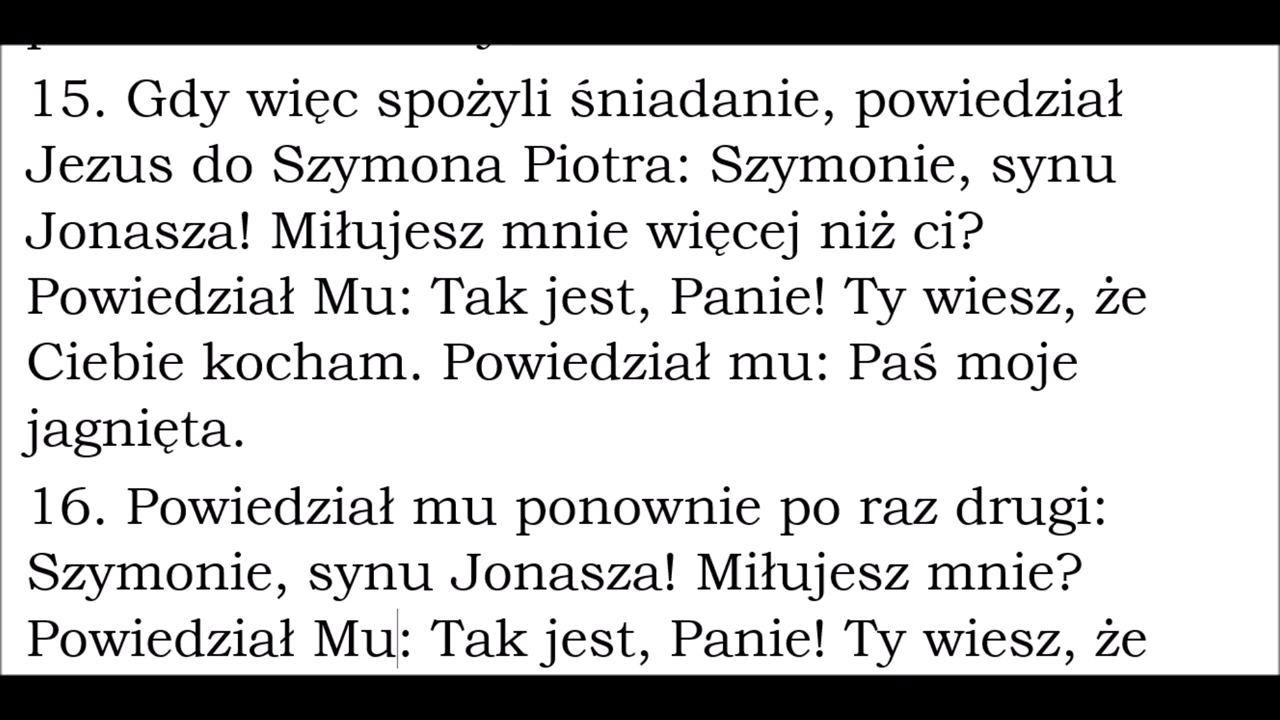 15. Gdy więc spożyli śniadanie, powiedział
Jezus do Szymona Piotra: Szymonie, synu
Jonasza! Miłujesz mnie więcej niż ci?
Powiedział Mu: Tak jest, Panie! Ty wiesz, że
Ciebie kocham. Powiedział mu: Paś moje
jagnięta.
16. Powiedział mu ponownie po raz drugi:
Szymonie, synu Jonasza! Miłujesz mnie?
Powiedział Mu: Tak jest, Panie! Ty wiesz, że